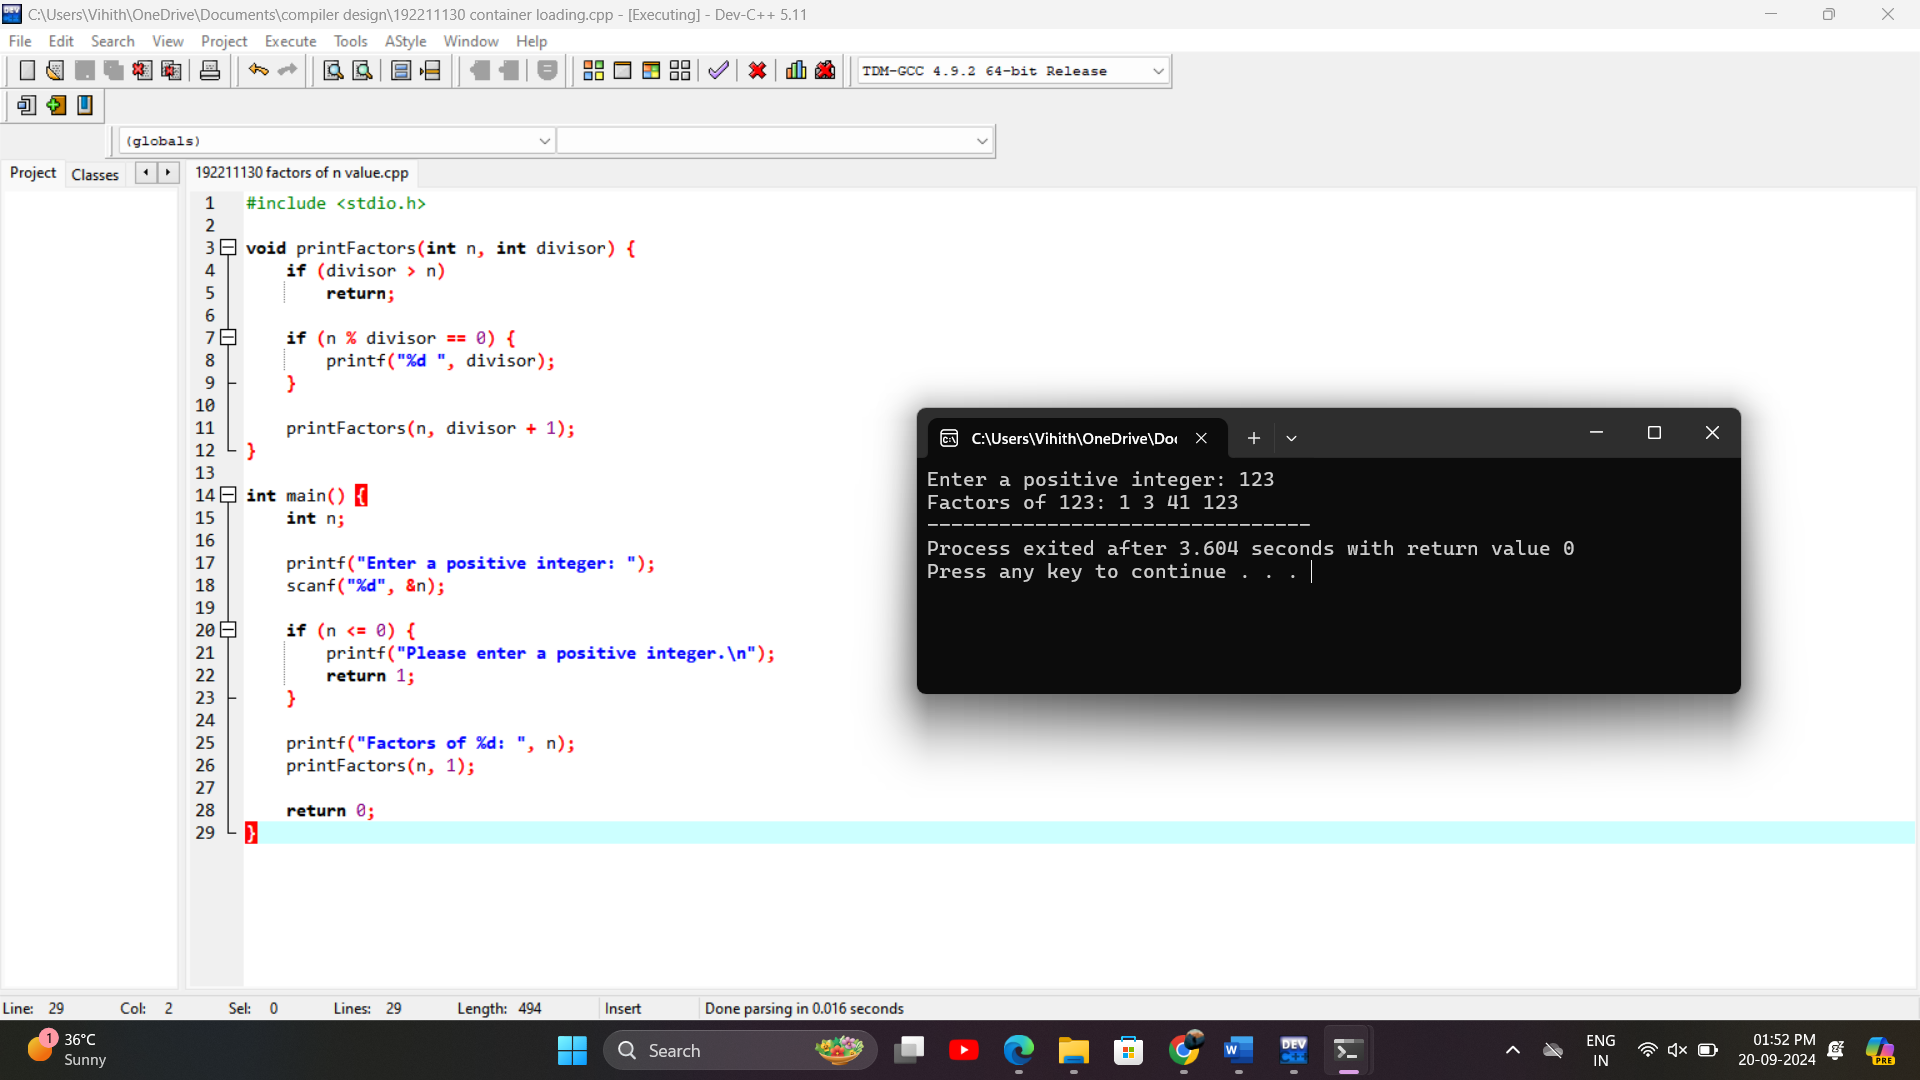 C:\Users\Vihith\OneDrive\Documents\compiler design\192211130 container loading.cpp - [Executing] - Dev-C++ 5.11
File Edit Search View Project Execute Tools AStyle Window Help
TDM-GCC 4.9.2 64-bit Release
(globals)
Project Classes 192211130 factors of n value.cpp
1 #include <stdio.h>
2
3 void printFactors(int n, int divisor) {
4     if (divisor > n)
5         return;
6
7     if (n % divisor == 0) {
8         printf("%d ", divisor);
9     }
10
11     printFactors(n, divisor + 1);
12 }
13
14 int main() {
15     int n;
16
17     printf("Enter a positive integer: ");
18     scanf("%d", &n);
19
20     if (n <= 0) {
21         printf("Please enter a positive integer.\n");
22         return 1;
23     }
24
25     printf("Factors of %d: ", n);
26     printFactors(n, 1);
27
28     return 0;
29 }
C:\Users\Vihith\OneDrive\Doc
Enter a positive integer: 123
Factors of 123: 1 3 41 123
--------------------------------
Process exited after 3.604 seconds with return value 0
Press any key to continue . . .
Line: 29 Col: 2 Sel: 0 Lines: 29 Length: 494 Insert Done parsing in 0.016 seconds
1
36°C
Sunny
Search
W
DEV
C++
PRE
ENG
IN
01:52 PM
20-09-2024